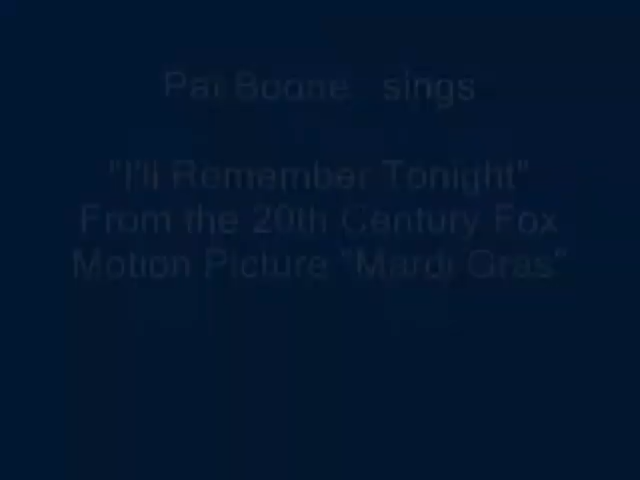 Pat Boone sings
"I'll Remember Tonight"
From the 20th Century Fox
Motion Picture "Mardi Gras"